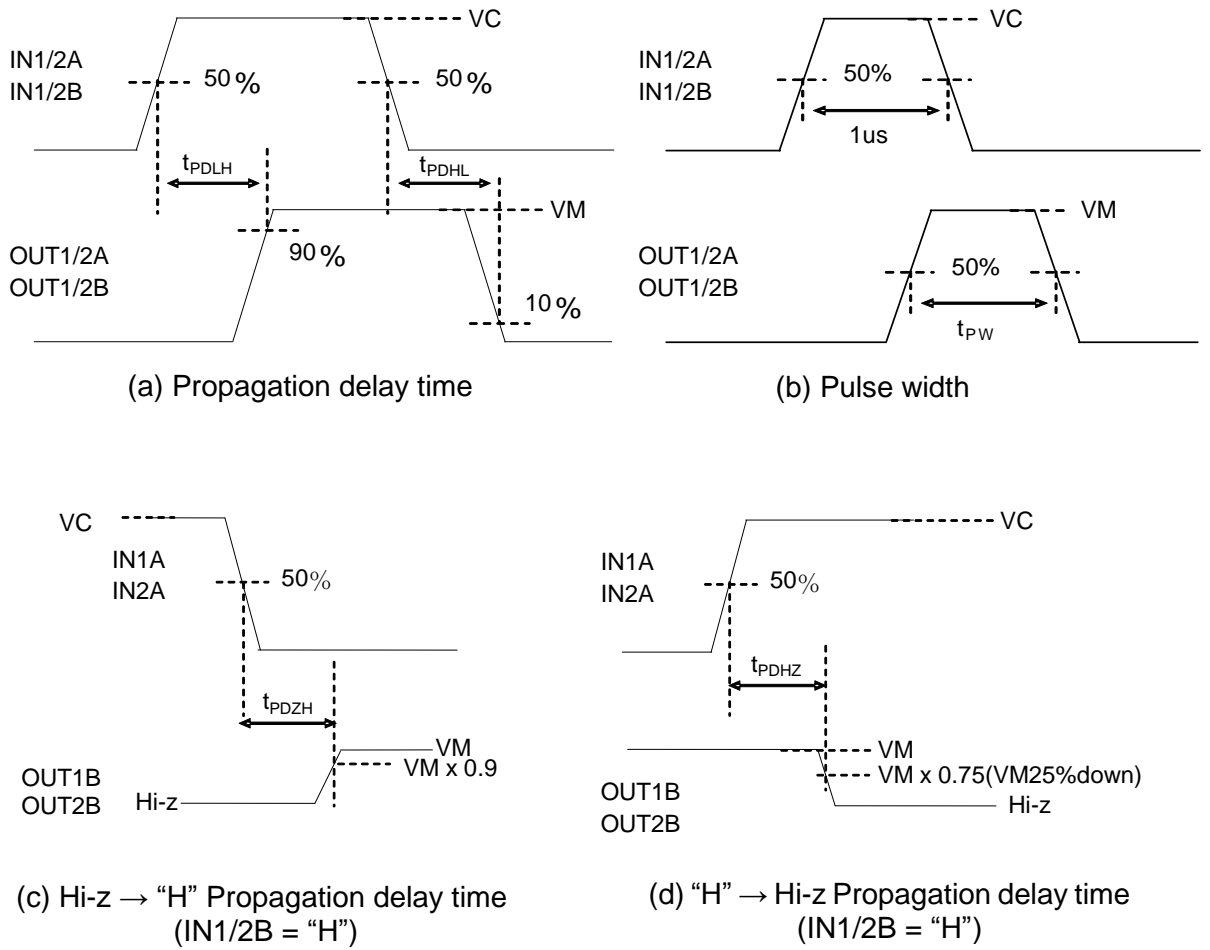 VC
IN1/2A
IN1/2B
50%
50%
tPDLH
tPDHL
VM
OUT1/2A
OUT1/2B
90%
10%
(a) Propagation delay time
VC
IN1/2A
IN1/2B
50%
1us
VM
OUT1/2A
OUT1/2B
50%
tPW
(b) Pulse width
VC
IN1A
IN2A
50%
tPDZH
VM
VM x 0.9
OUT1B
OUT2B
Hi-z
(c) Hi-z → “H” Propagation delay time
(IN1/2B = “H”)
VC
IN1A
IN2A
50%
tPDHZ
VM
VM x 0.75(VM25%down)
OUT1B
OUT2B
Hi-z
(d) “H” → Hi-z Propagation delay time
(IN1/2B = “H”)